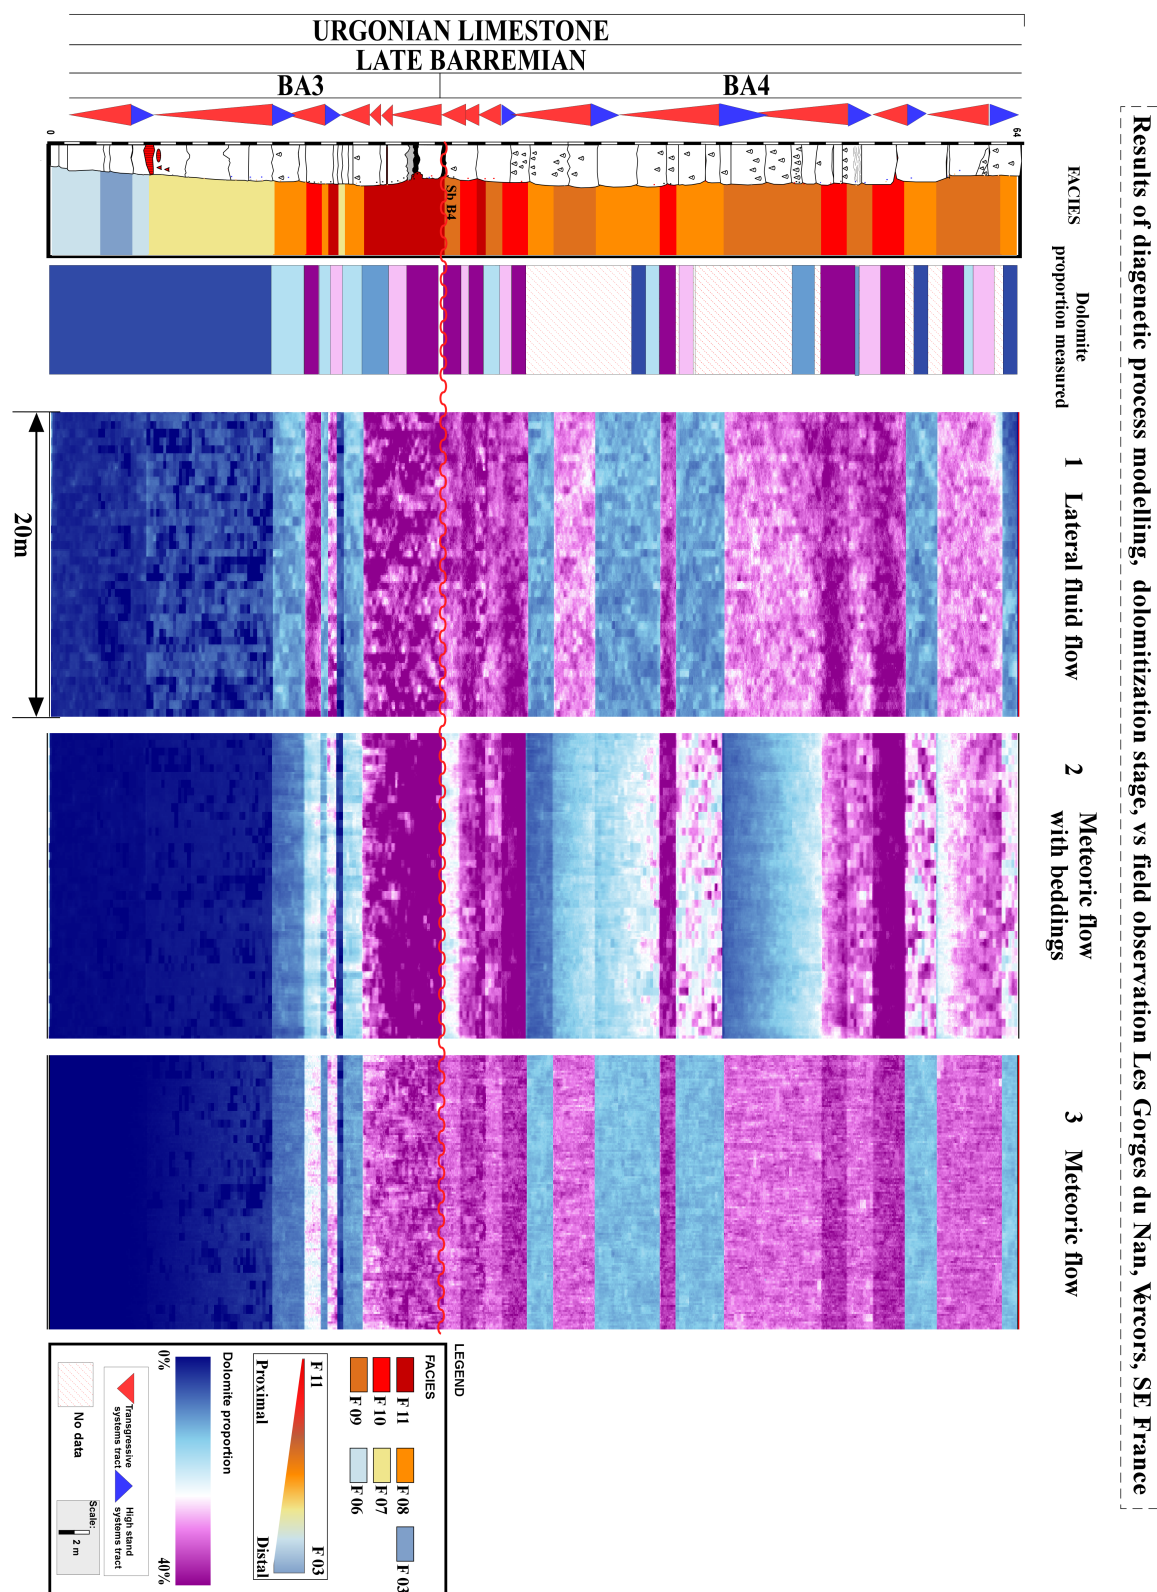 Results of diagenetic process modelling, dolomitization stage, vs field observation Les Gorges du Nan, Vercors, SE France
URGONIAN LIMESTONE
LATE BARREMIAN
BA3
BA4
0
64
FACIES
Sb B4
Dolomite
proportion measured
1 Lateral fluid flow
20m
2 Meteoric flow
with beddings
3 Meteoric flow
LEGEND
FACIES
F 11
F 08
F 03
F 10
F 07
F 09
F 06
F 11
F 03
Proximal
Distal
Dolomite proportion
0%
40%
Transgressive
systems tract
High stand
systems tract
No data
Scale:
2 m